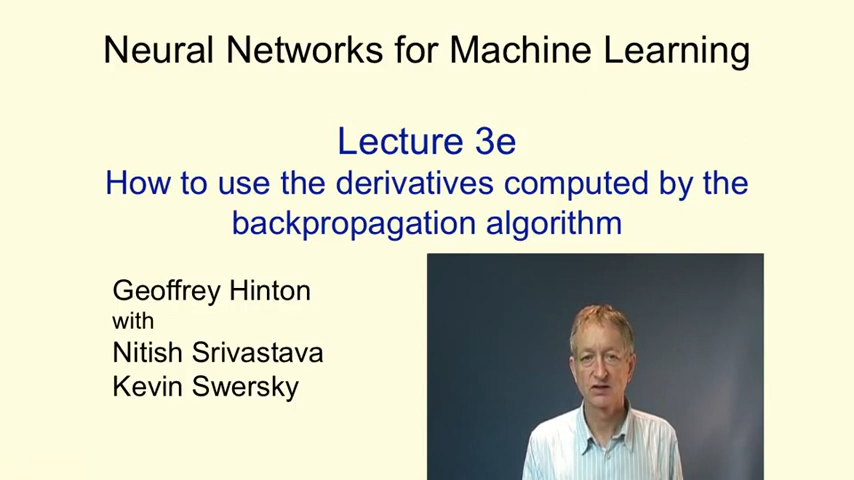 Neural Networks for Machine Learning
Lecture 3e
How to use the derivatives computed by the
backpropagation algorithm
Geoffrey Hinton
with
Nitish Srivastava
Kevin Swersky